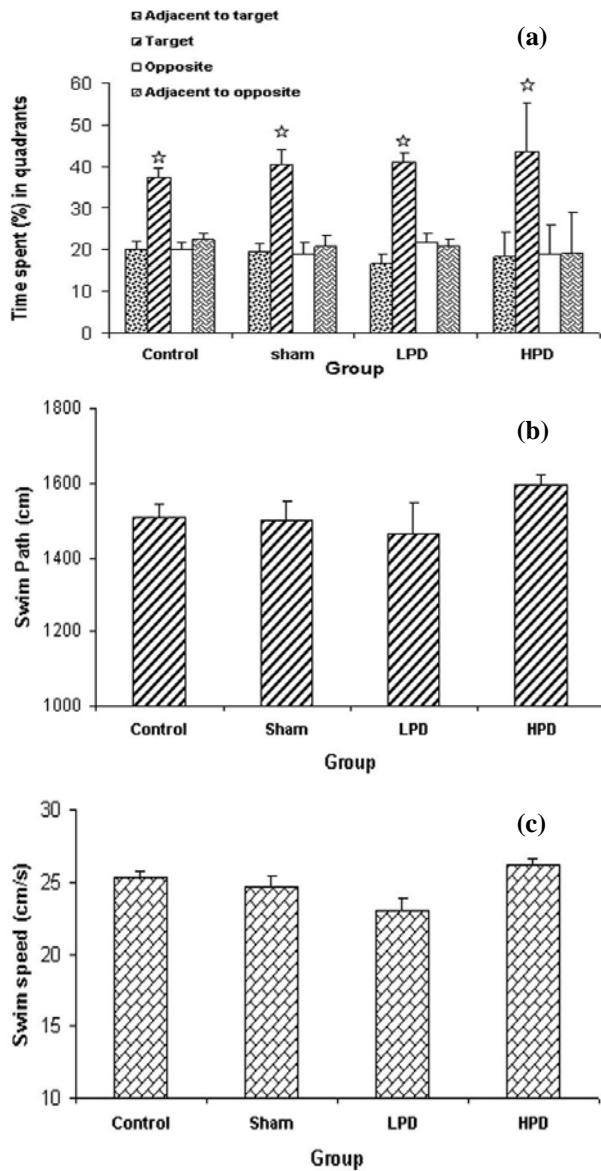 Adjacent to target
Target
Opposite
Adjacent to opposite
(a)
Time spent (%) in quadrants
60
50
40
30
20
10
0
Control sham LPD HPD
Group
(b)
Swim Path (cm)
1800
1600
1400
1200
1000
Control Sham LPD HPD
Group
(c)
Swim speed (cm/s)
30
25
20
15
10
Control Sham LPD HPD
Group